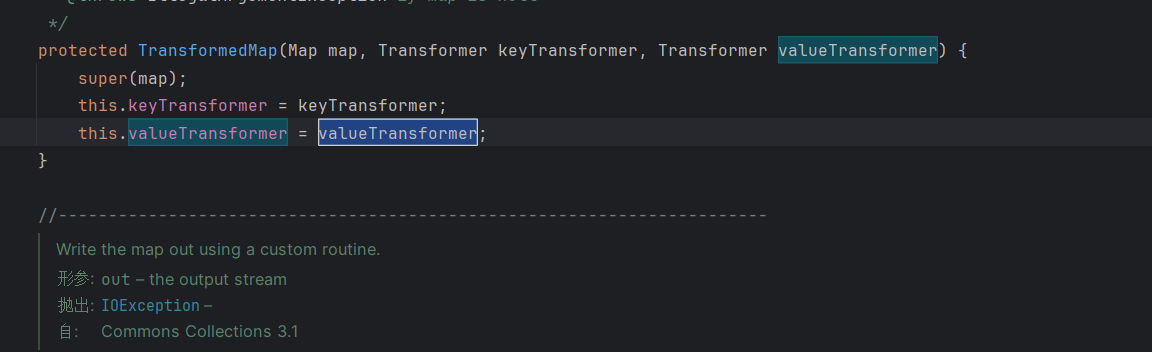 */
protected TransformedMap(Map map, Transformer keyTransformer, Transformer valueTransformer) {
super(map);
this.keyTransformer = keyTransformer;
this.valueTransformer = valueTransformer;
}
//-----------------------------------------------------------------------
Write the map out using a custom routine.
形参: out – the output stream
抛出: IOException –
自: Commons Collections 3.1